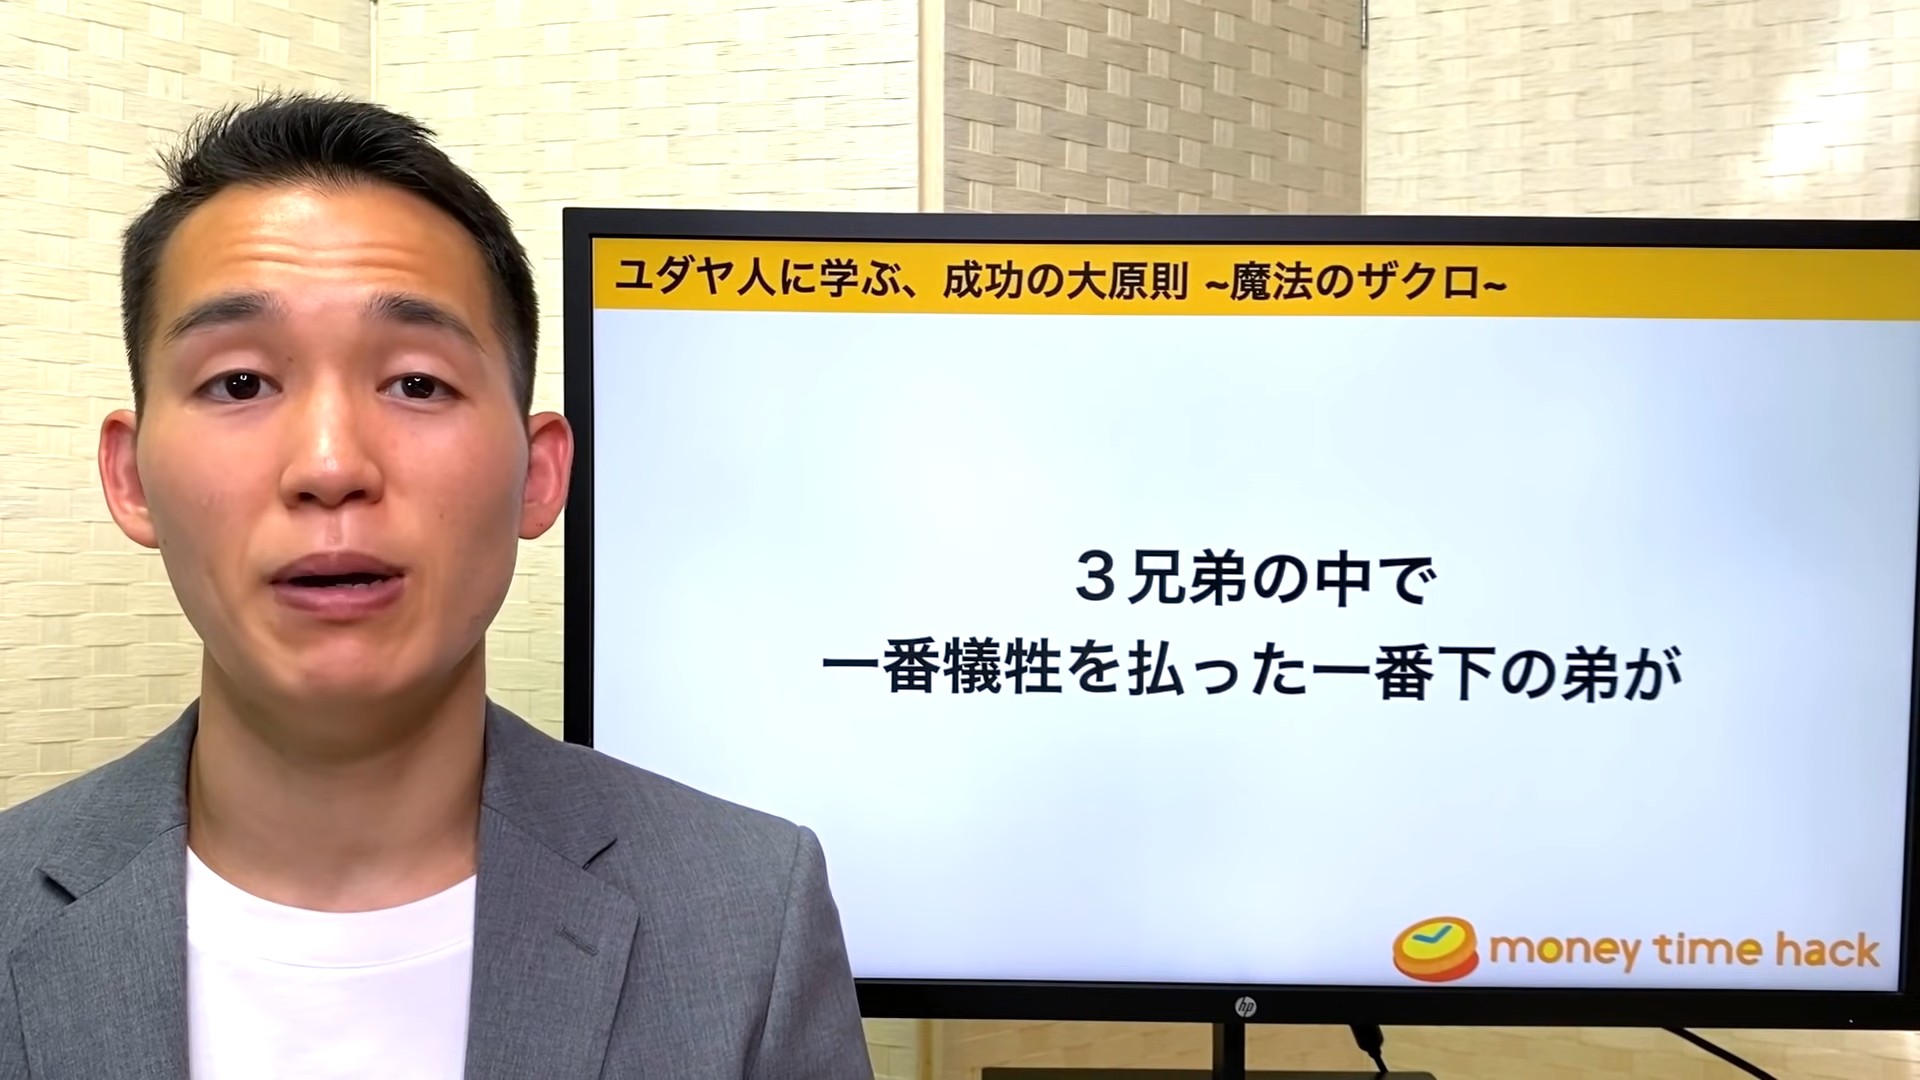 ユダヤ人に学ぶ、成功の大原則 ~魔法のザクロ~
３兄弟の中で
一番犠牲を払った一番下の弟が
money time hack
hp